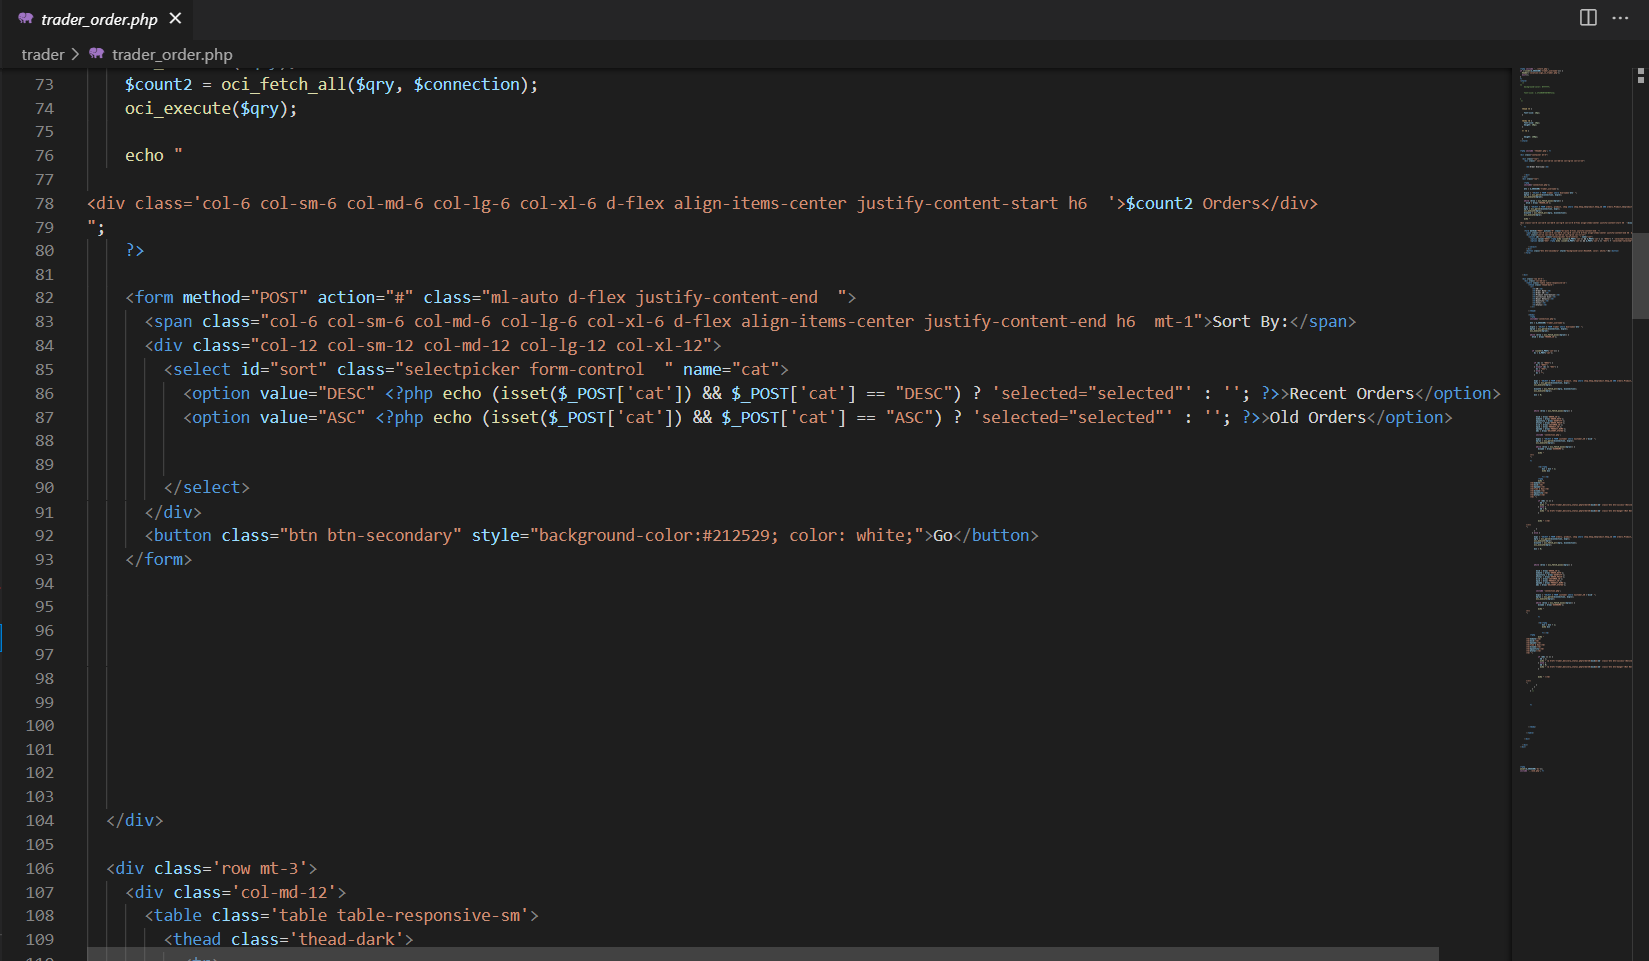 trader_order.php
trader > trader_order.php
73 $count2 = oci_fetch_all($qry, $connection);
74 oci_execute($qry);
75
76 echo "
77
78 <div class='col-6 col-sm-6 col-md-6 col-lg-6 col-xl-6 d-flex align-items-center justify-content-start h6  '>$count2 Orders</div>
79 ";
80 ?>
81
82 <form method="POST" action="#" class="ml-auto d-flex justify-content-end  ">
83 <span class="col-6 col-sm-6 col-md-6 col-lg-6 col-xl-6 d-flex align-items-center justify-content-end h6  mt-1">Sort By:</span>
84 <div class="col-12 col-sm-12 col-md-12 col-lg-12 col-xl-12">
85 <select id="sort" class="selectpicker form-control  " name="cat">
86 <option value="DESC" <?php echo (isset($_POST['cat']) && $_POST['cat'] == "DESC") ? 'selected="selected"' : ''; ?>>Recent Orders</option>
87 <option value="ASC" <?php echo (isset($_POST['cat']) && $_POST['cat'] == "ASC") ? 'selected="selected"' : ''; ?>>Old Orders</option>
88
89
90 </select>
91 </div>
92 <button class="btn btn-secondary" style="background-color:#212529; color: white;">Go</button>
93 </form>
94
95
96
97
98
99
100
101
102
103
104 </div>
105
106 <div class='row mt-3'>
107 <div class='col-md-12'>
108 <table class='table table-responsive-sm'>
109 <thead class='thead-dark'>